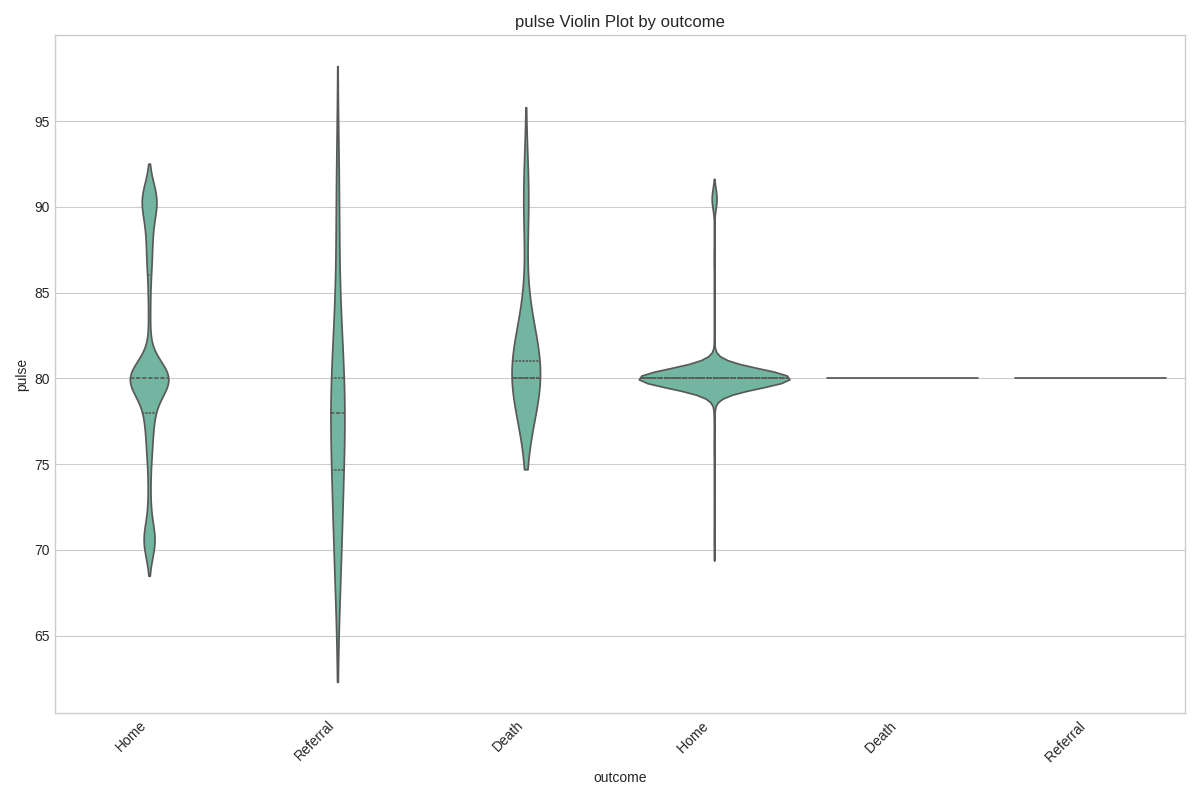 pulse Violin Plot by outcome
95
90
85
80
75
70
65
pulse
Home
Referral
Death
Home
Death
Referral
outcome